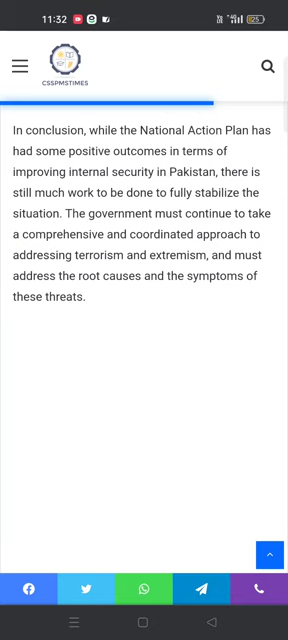 11:32
4G
25
CSSPMSTIMES
In conclusion, while the National Action Plan has
had some positive outcomes in terms of
improving internal security in Pakistan, there is
still much work to be done to fully stabilize the
situation. The government must continue to take
a comprehensive and coordinated approach to
addressing terrorism and extremism, and must
address the root causes and the symptoms of
these threats.